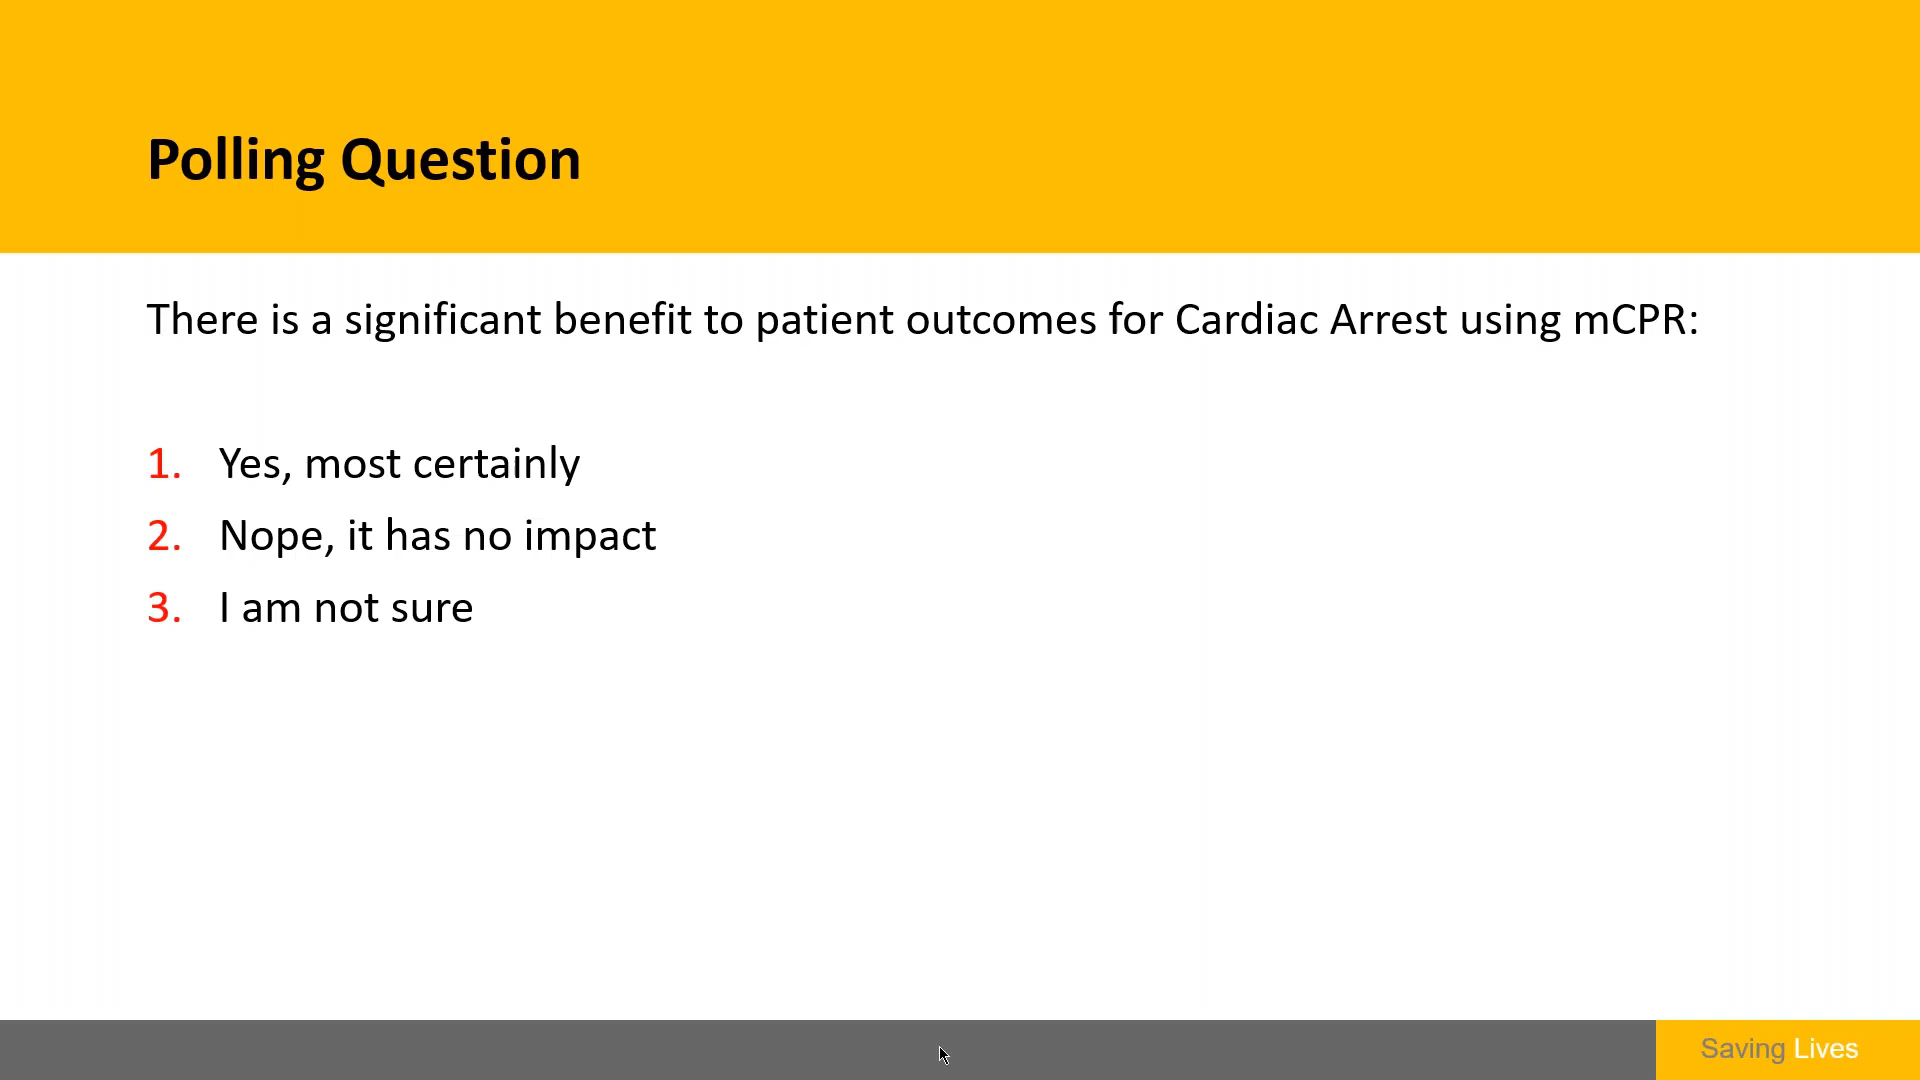 Polling Question
There is a significant benefit to patient outcomes for Cardiac Arrest using mCPR:
1. Yes, most certainly
2. Nope, it has no impact
3. I am not sure
Saving Lives